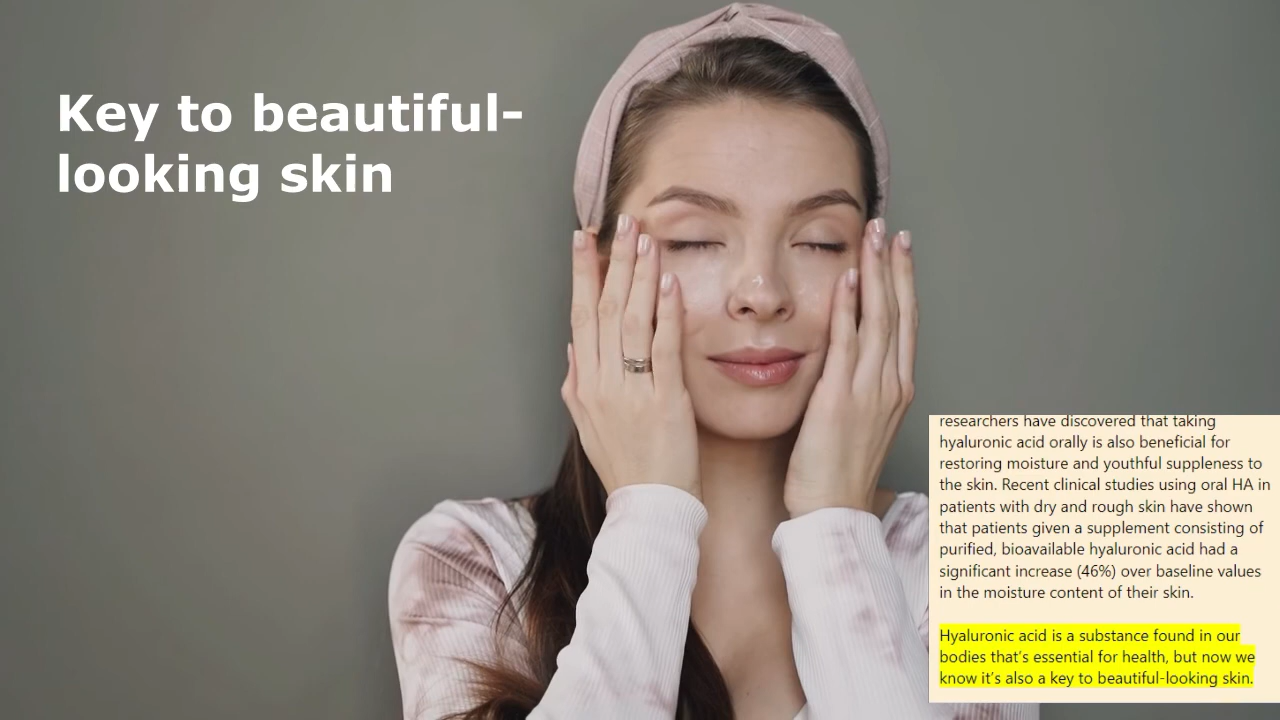 Key to beautiful-
looking skin
researchers have discovered that taking
hyaluronic acid orally is also beneficial for
restoring moisture and youthful suppleness to
the skin. Recent clinical studies using oral HA in
patients with dry and rough skin have shown
that patients given a supplement consisting of
purified, bioavailable hyaluronic acid had a
significant increase (46%) over baseline values
in the moisture content of their skin.
Hyaluronic acid is a substance found in our
bodies that’s essential for health, but now we
know it’s also a key to beautiful-looking skin.